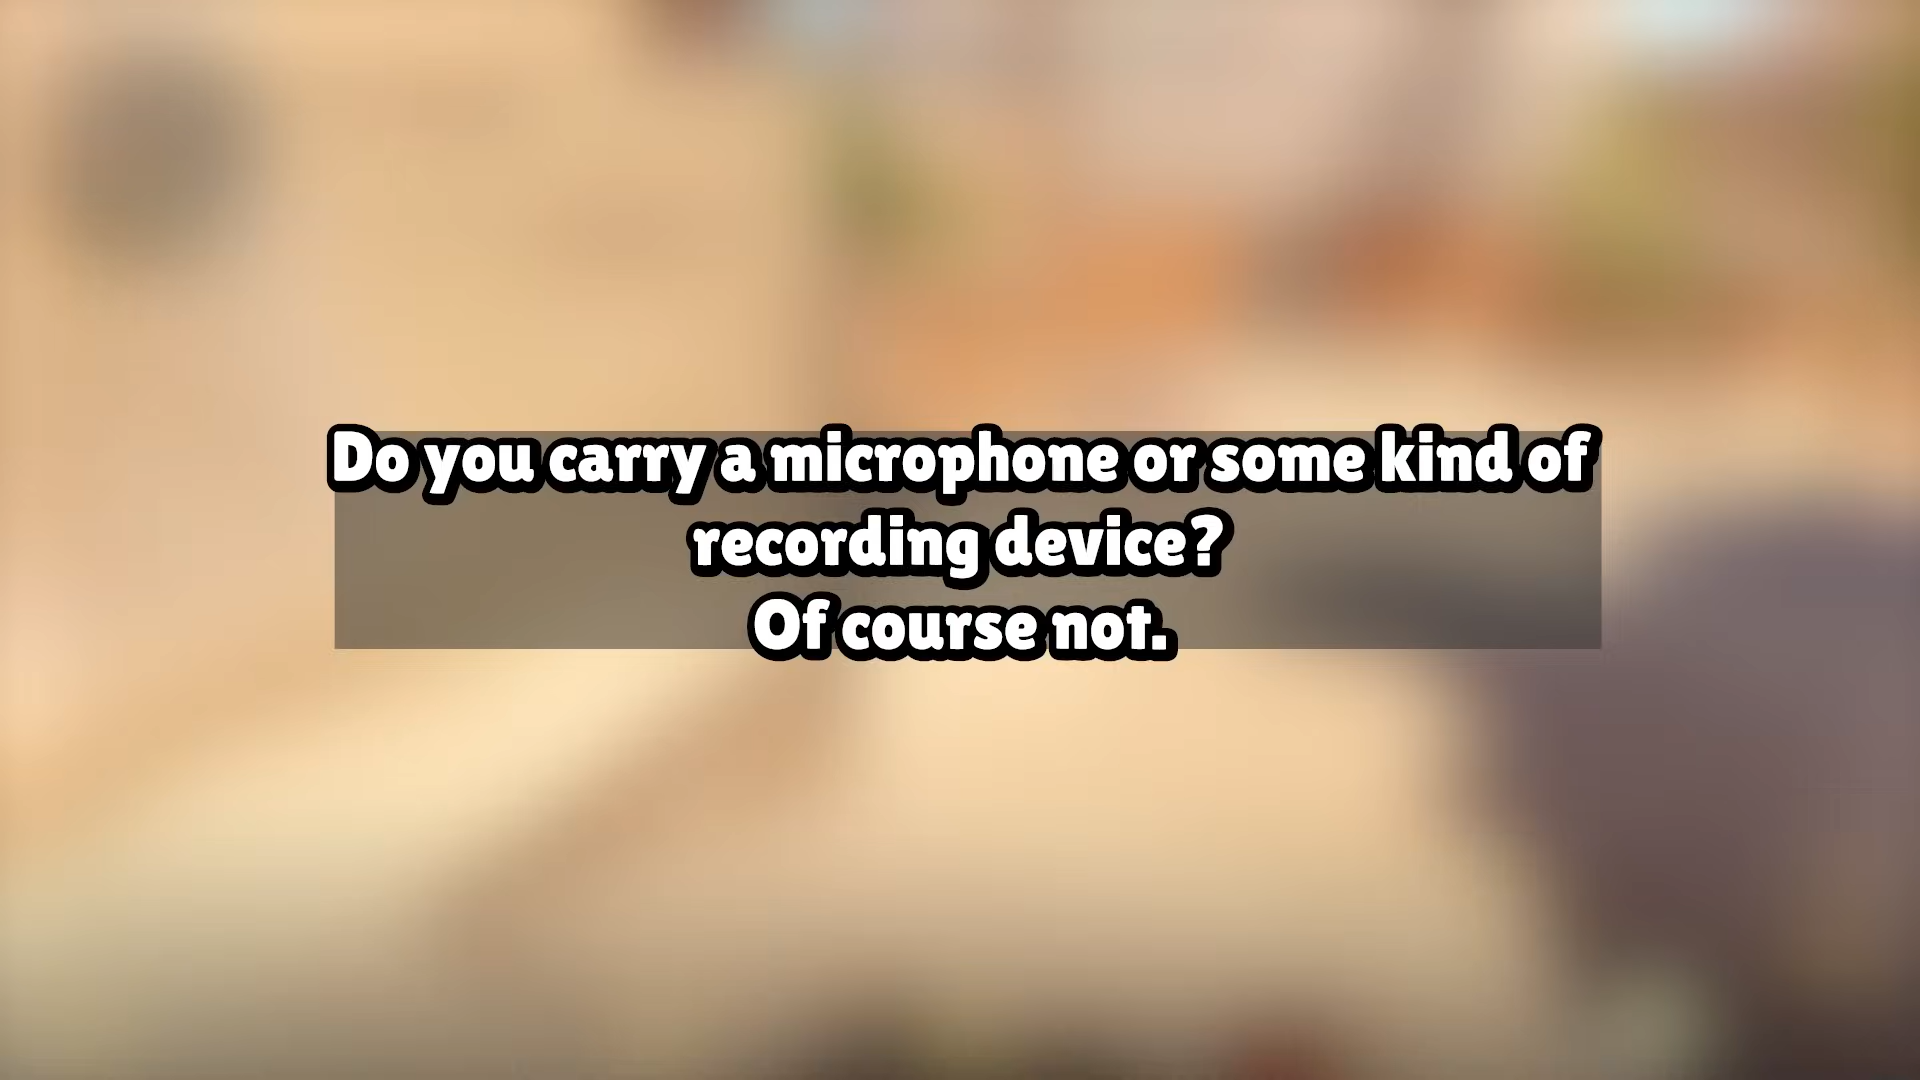 Do you carry a microphone or some kind of
recording device?
Of course not.